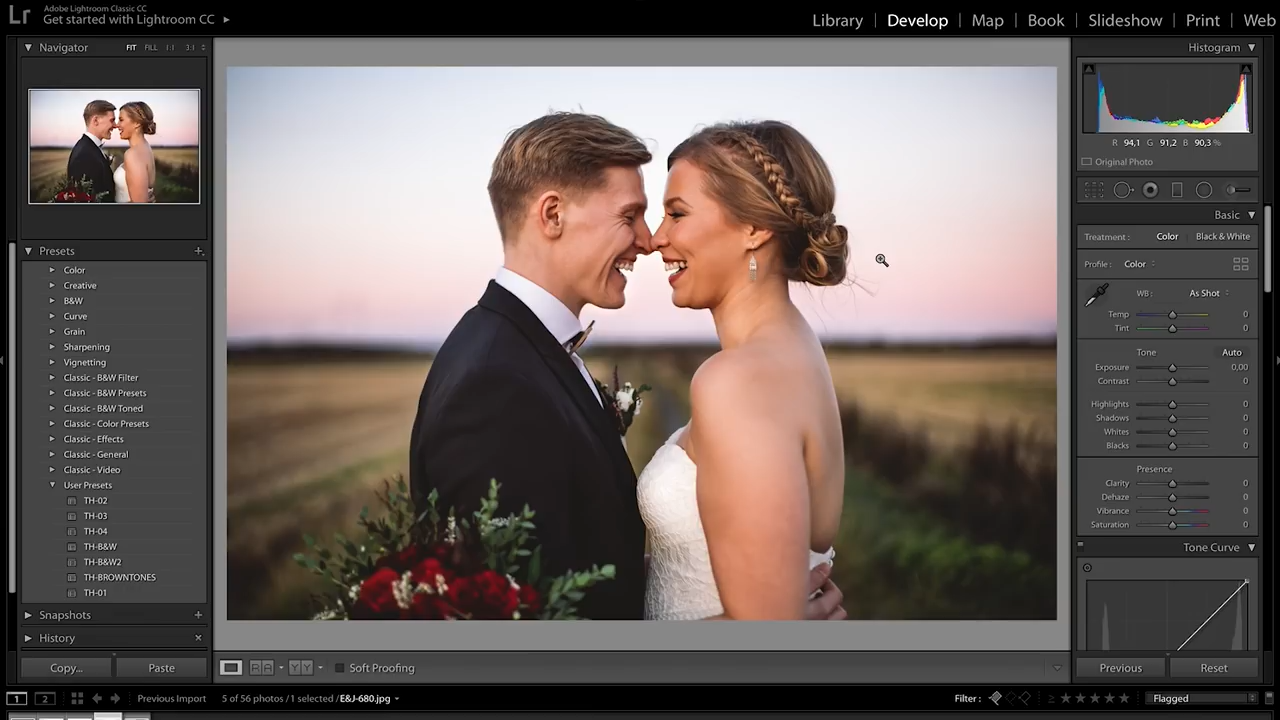 Lr Adobe Lightroom Classic CC
Get started with Lightroom CC
Library | Develop | Map | Book | Slideshow | Print | Web
Navigator FIT FILL 1:1 3:1
Histogram
R 94,1 G 91,2 B 90,3 %
Original Photo
Basic
Treatment : Color Black & White
Profile : Color
WB : As Shot
Temp 0
Tint 0
Tone Auto
Exposure 0,00
Contrast 0
Highlights 0
Shadows 0
Whites 0
Blacks 0
Presence
Clarity 0
Dehaze 0
Vibrance 0
Saturation 0
Tone Curve
Presets
Color
Creative
B&W
Curve
Grain
Sharpening
Vignetting
Classic - B&W Filter
Classic - B&W Presets
Classic - B&W Toned
Classic - Color Presets
Classic - Effects
Classic - General
Classic - Video
User Presets
TH-02
TH-03
TH-04
TH-B&W
TH-B&W2
TH-BROWNTONES
TH-01
Snapshots
History
Copy... Paste
RA YY Soft Proofing
Previous Reset
1 2 Previous Import 5 of 56 photos / 1 selected / E&J-680.jpg Filter : Flagged